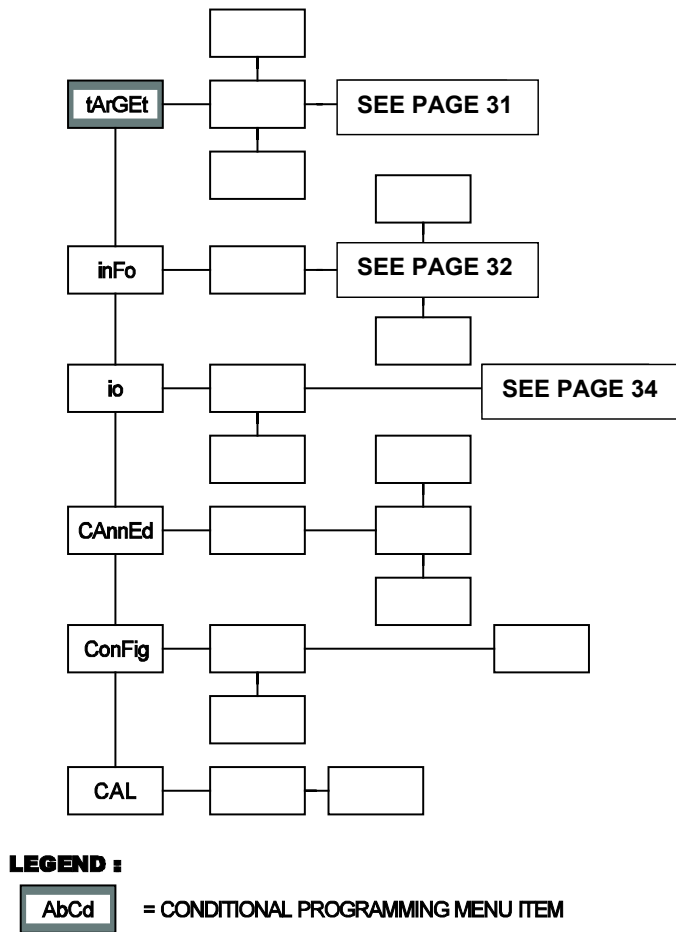 tArGEt
SEE PAGE 31
inFo
SEE PAGE 32
io
SEE PAGE 34
CAnnEd
ConFig
CAL
LEGEND :
AbCd = CONDITIONAL PROGRAMMING MENU ITEM